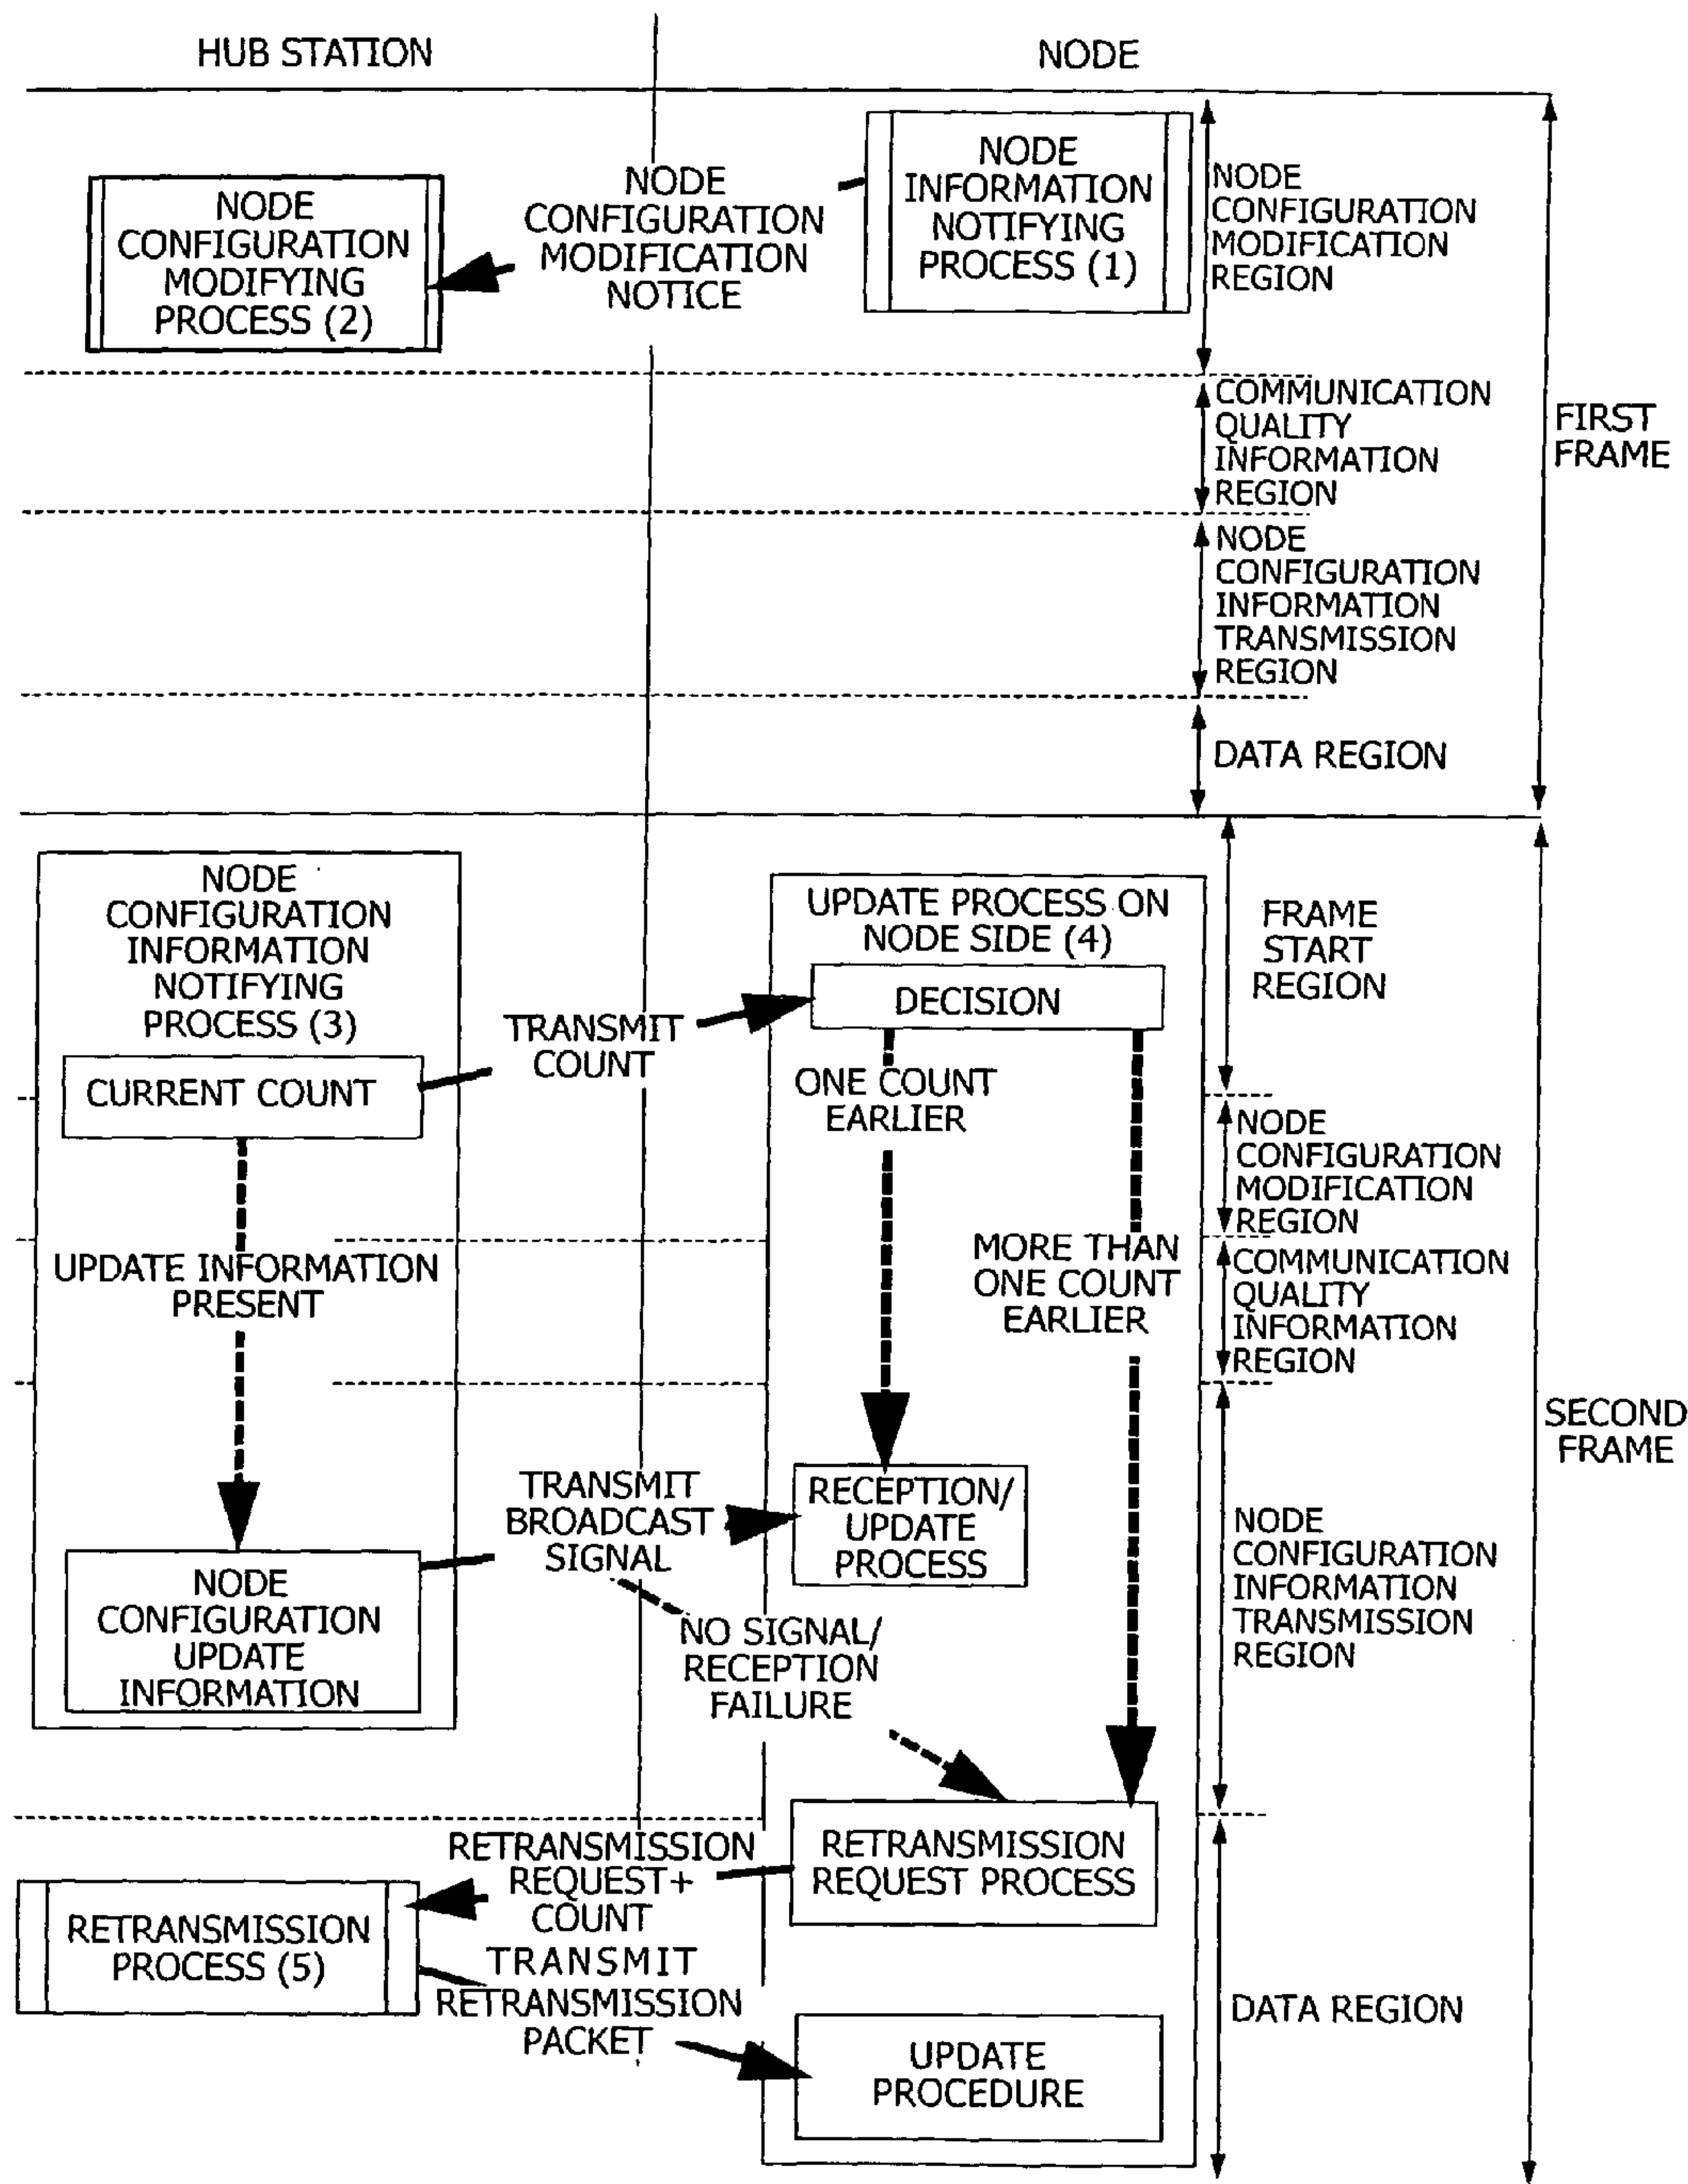 HUB STATION
NODE
NODE
INFORMATION
NOTIFYING
PROCESS (1)
NODE
CONFIGURATION
MODIFICATION
NOTICE
NODE
CONFIGURATION
MODIFYING
PROCESS (2)
NODE
CONFIGURATION
MODIFICATION
REGION
COMMUNICATION
QUALITY
INFORMATION
REGION
NODE
CONFIGURATION
INFORMATION
TRANSMISSION
REGION
DATA REGION
FIRST
FRAME
NODE
CONFIGURATION
INFORMATION
NOTIFYING
PROCESS (3)
CURRENT COUNT
UPDATE INFORMATION
PRESENT
NODE
CONFIGURATION
UPDATE
INFORMATION
TRANSMIT
COUNT
UPDATE PROCESS ON
NODE SIDE (4)
DECISION
ONE COUNT
EARLIER
MORE THAN
ONE COUNT
EARLIER
TRANSMIT
BROADCAST
SIGNAL
RECEPTION/
UPDATE
PROCESS
NO SIGNAL/
RECEPTION
FAILURE
RETRANSMISSION
REQUEST PROCESS
RETRANSMISSION
REQUEST+
COUNT
RETRANSMISSION
PROCESS (5)
TRANSMIT
RETRANSMISSION
PACKET
UPDATE
PROCEDURE
FRAME
START
REGION
NODE
CONFIGURATION
MODIFICATION
REGION
COMMUNICATION
QUALITY
INFORMATION
REGION
NODE
CONFIGURATION
INFORMATION
TRANSMISSION
REGION
DATA REGION
SECOND
FRAME